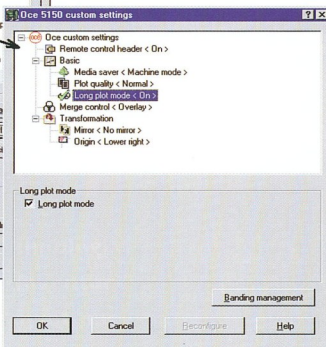 Oce 5150 custom settings
Oce custom settings
Remote control header < On >
Basic
Media saver < Machine mode >
Plot quality < Normal >
Long plot mode < On >
Merge control < Overlay >
Transformation
Mirror < No mirror >
Origin < Lower right >
Long plot mode
Long plot mode
Banding management
OK Cancel Reconfigure Help